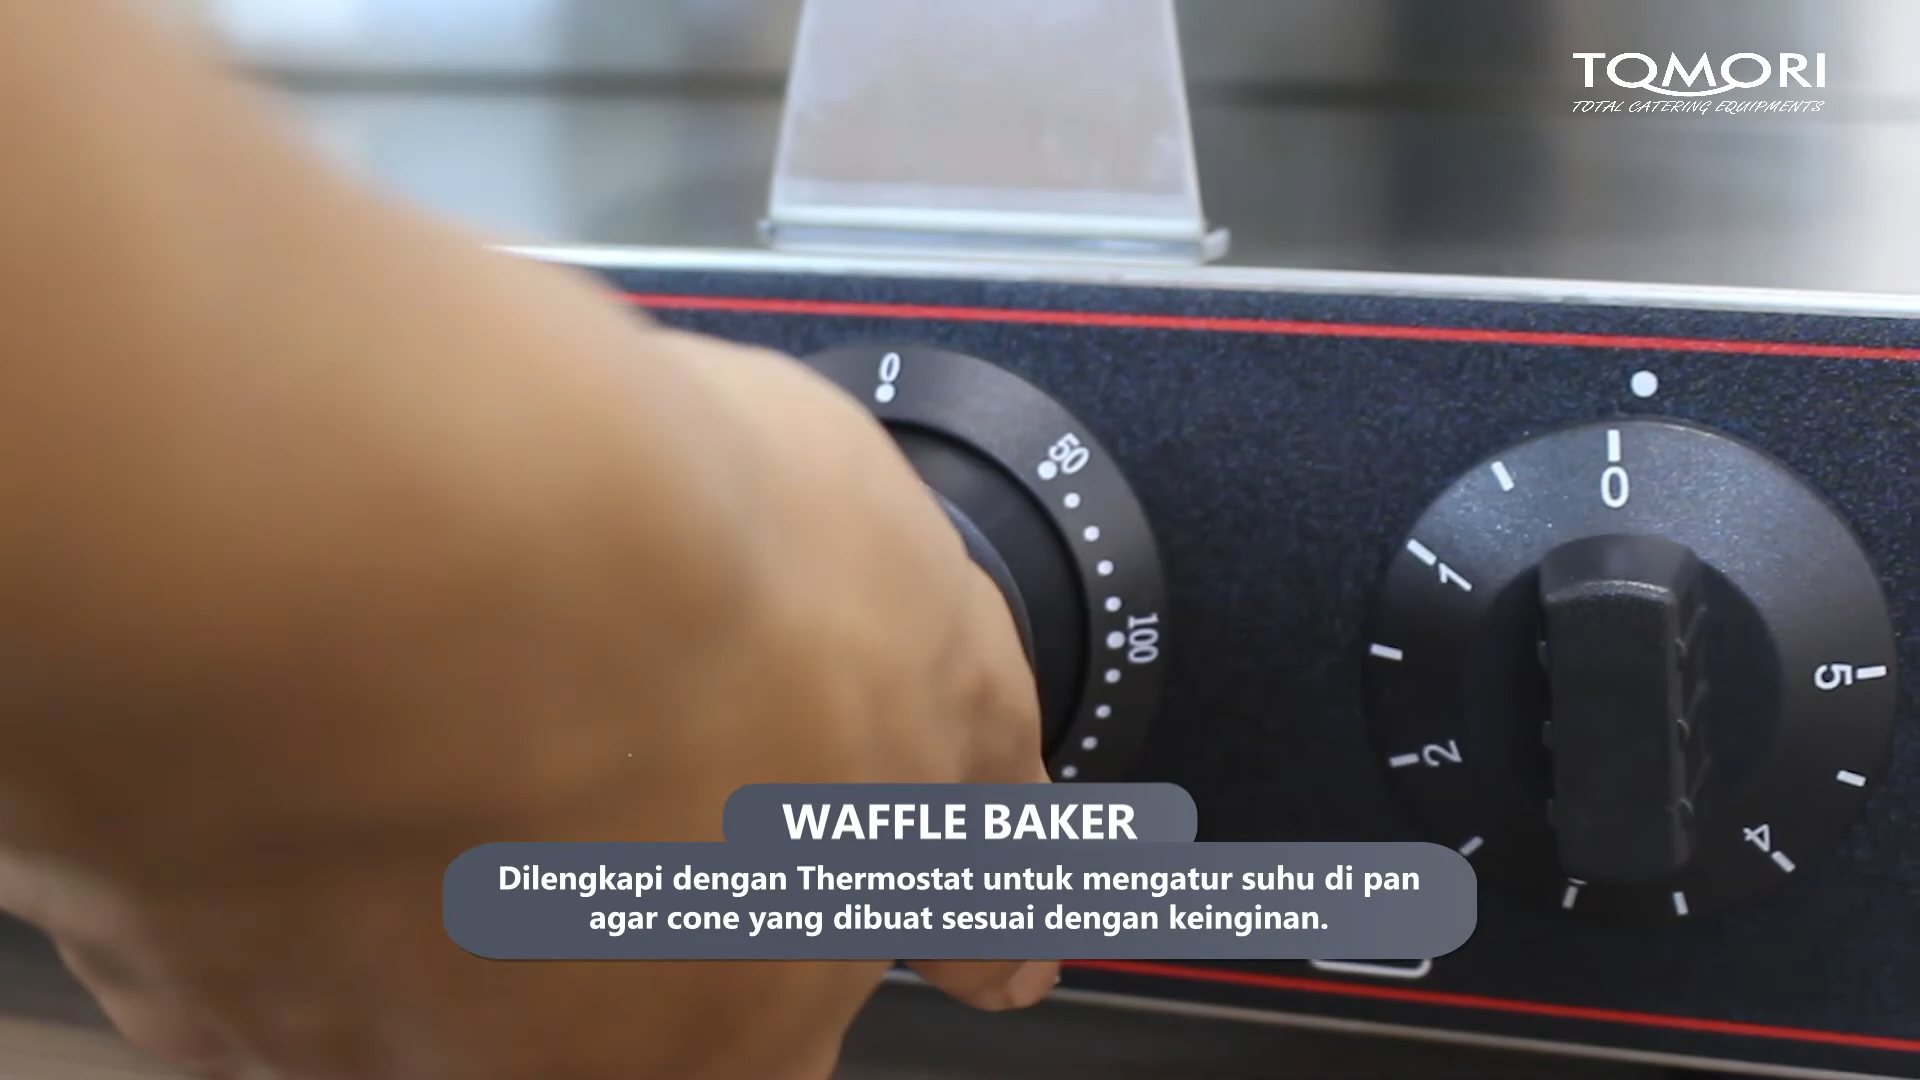 TOMORI
TOTAL CATERING EQUIPMENTS
0
50
100
0
1
2
4
5
WAFFLE BAKER
Dilengkapi dengan Thermostat untuk mengatur suhu di pan
agar cone yang dibuat sesuai dengan keinginan.